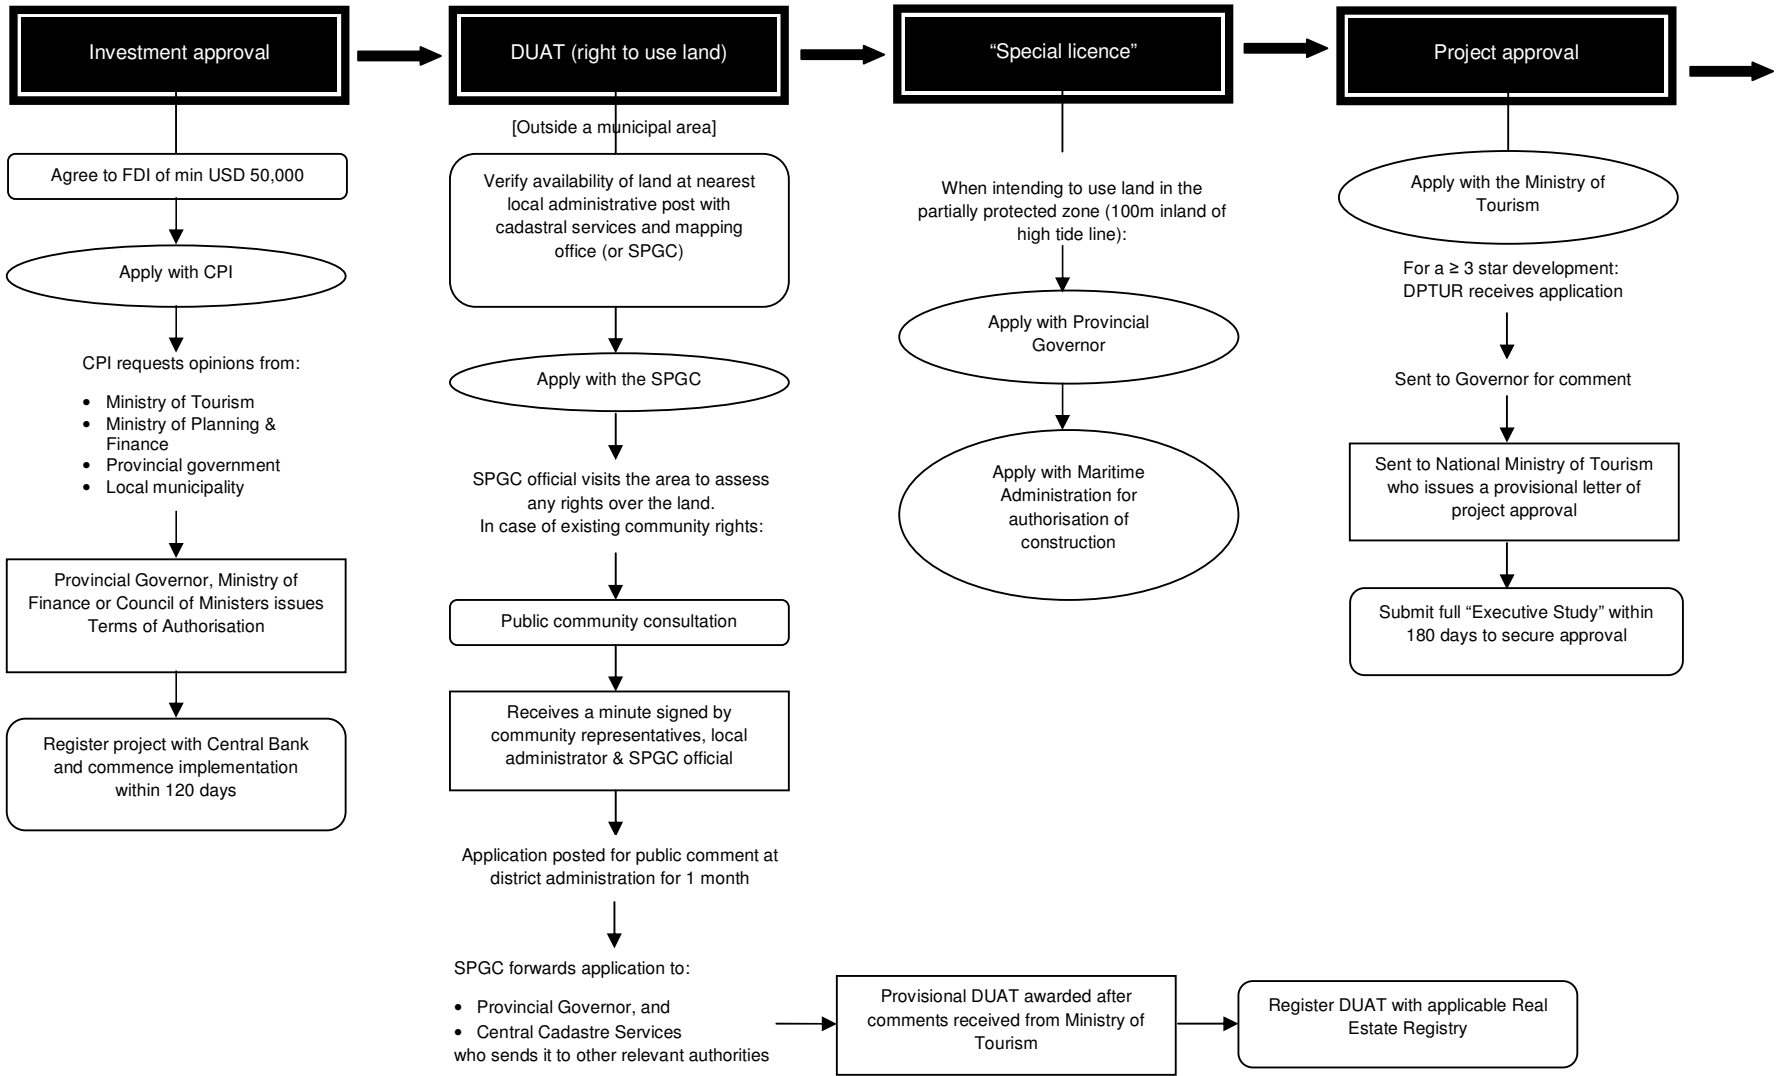 Investment approval
Agree to FDI of min USD 50,000
Apply with CPI
CPI requests opinions from:
• Ministry of Tourism
• Ministry of Planning &
Finance
• Provincial government
• Local municipality
Provincial Governor, Ministry of
Finance or Council of Ministers issues
Terms of Authorisation
Register project with Central Bank
and commence implementation
within 120 days
DUAT (right to use land)
[Outside a municipal area]
Verify availability of land at nearest
local administrative post with
cadastral services and mapping
office (or SPGC)
Apply with the SPGC
SPGC official visits the area to assess
any rights over the land.
In case of existing community rights:
Public community consultation
Receives a minute signed by
community representatives, local
administrator & SPGC official
Application posted for public comment at
district administration for 1 month
SPGC forwards application to:
• Provincial Governor, and
• Central Cadastre Services
who sends it to other relevant authorities
Provisional DUAT awarded after
comments received from Ministry of
Tourism
Register DUAT with applicable Real
Estate Registry
“Special licence”
When intending to use land in the
partially protected zone (100m inland of
high tide line):
Apply with Provincial
Governor
Apply with Maritime
Administration for
authorisation of
construction
Project approval
Apply with the Ministry of
Tourism
For a ≥ 3 star development:
DPTUR receives application
Sent to Governor for comment
Sent to National Ministry of Tourism
who issues a provisional letter of
project approval
Submit full “Executive Study” within
180 days to secure approval